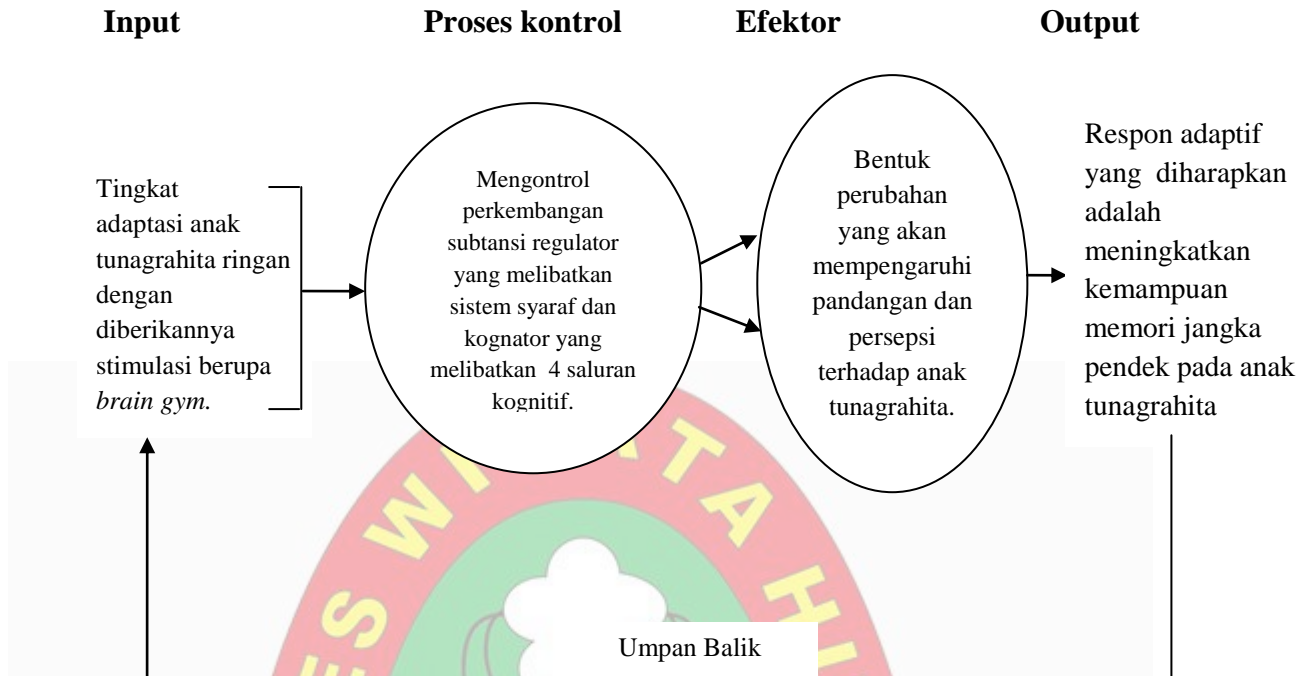 Input Proses kontrol Efektor Output
Tingkat
adaptasi anak
tunagrahita ringan
dengan
diberikannya
stimulasi berupa
brain gym.
Mengontrol
perkembangan
subtansi regulator
yang melibatkan
sistem syaraf dan
kognator yang
melibatkan 4 saluran
kognitif.
Bentuk
perubahan
yang akan
mempengaruhi
pandangan dan
persepsi
terhadap anak
tunagrahita.
Respon adaptif
yang diharapkan
adalah
meningkatkan
kemampuan
memori jangka
pendek pada anak
tunagrahita
Umpan Balik